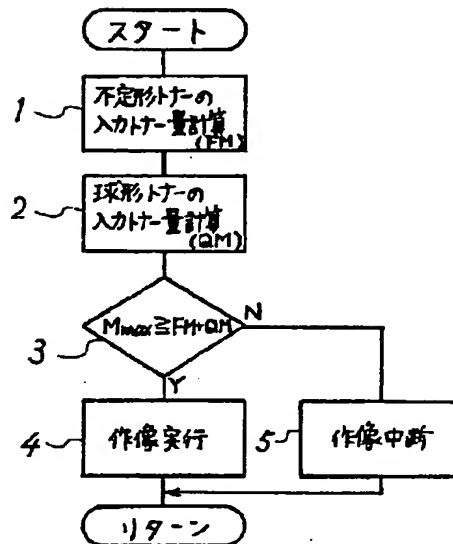 スタート
1
不定形トナーの
入力トナー量計算
(FM)
2
球形トナーの
入力トナー量計算
(QM)
Mmax≧FM+QM
N
3
Y
4
作像実行
5
作像中断
リターン